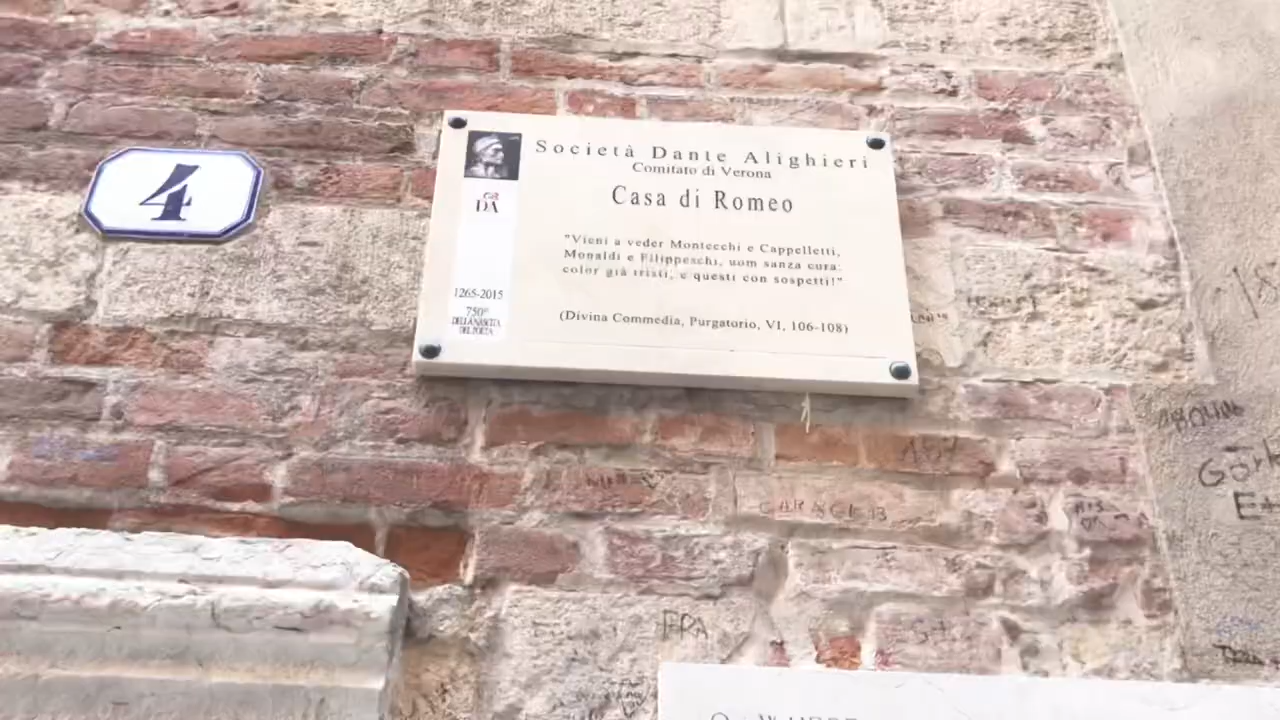 4
Società Dante Alighieri
Comitato di Verona
Casa di Romeo
DA
"Vieni a veder Montecchi e Cappelletti,
Monaldi e Filippeschi, uom sanza cura:
color già tristi, e questi con sospetti!"
(Divina Commedia, Purgatorio, VI, 106-108)
1265-2015
750°
DELLA NASCITA
DEL POETA
FRA